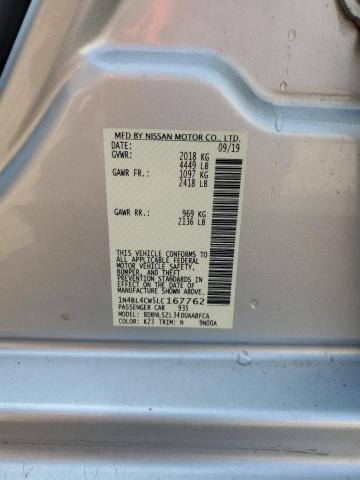 MFD BY NISSAN MOTOR CO., LTD.
DATE: 09/19
GVWR: 2018 KG
4449 LB
GAWR FR.: 1097 KG
2418 LB
GAWR RR.: 969 KG
2136 LB
THIS VEHICLE CONFORMS TO
ALL APPLICABLE FEDERAL
MOTOR VEHICLE SAFETY,
BUMPER, AND THEFT
PREVENTION STANDARDS
IN EFFECT ON THE DATE OF
MANUFACTURE SHOWN ABOVE.
1N4BL4CW5LC167762
PASSENGER CAR 935
MODEL: BDBNLSZL34DUAABFCA
COLOR: K23 TRIM: N 9N00A